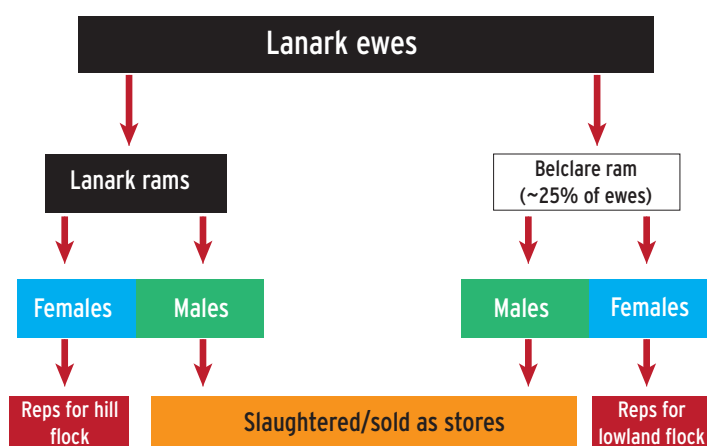 Lanark ewes
Lanark rams
Belclare ram
(~25% of ewes)
Females
Males
Males
Females
Reps for hill
flock
Slaughtered/sold as stores
Reps for
lowland flock